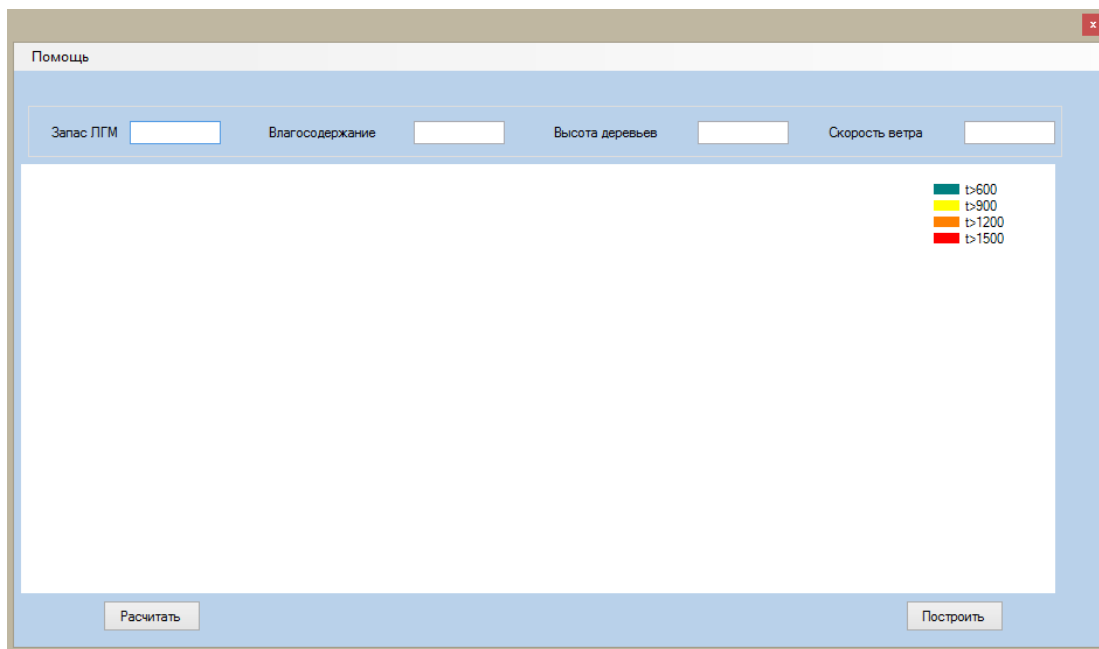 x
Помощь
Запас ЛГМ Влагосодержание Высота деревьев Скорость ветра
t>600
t>900
t>1200
t>1500
Расчитать Построить